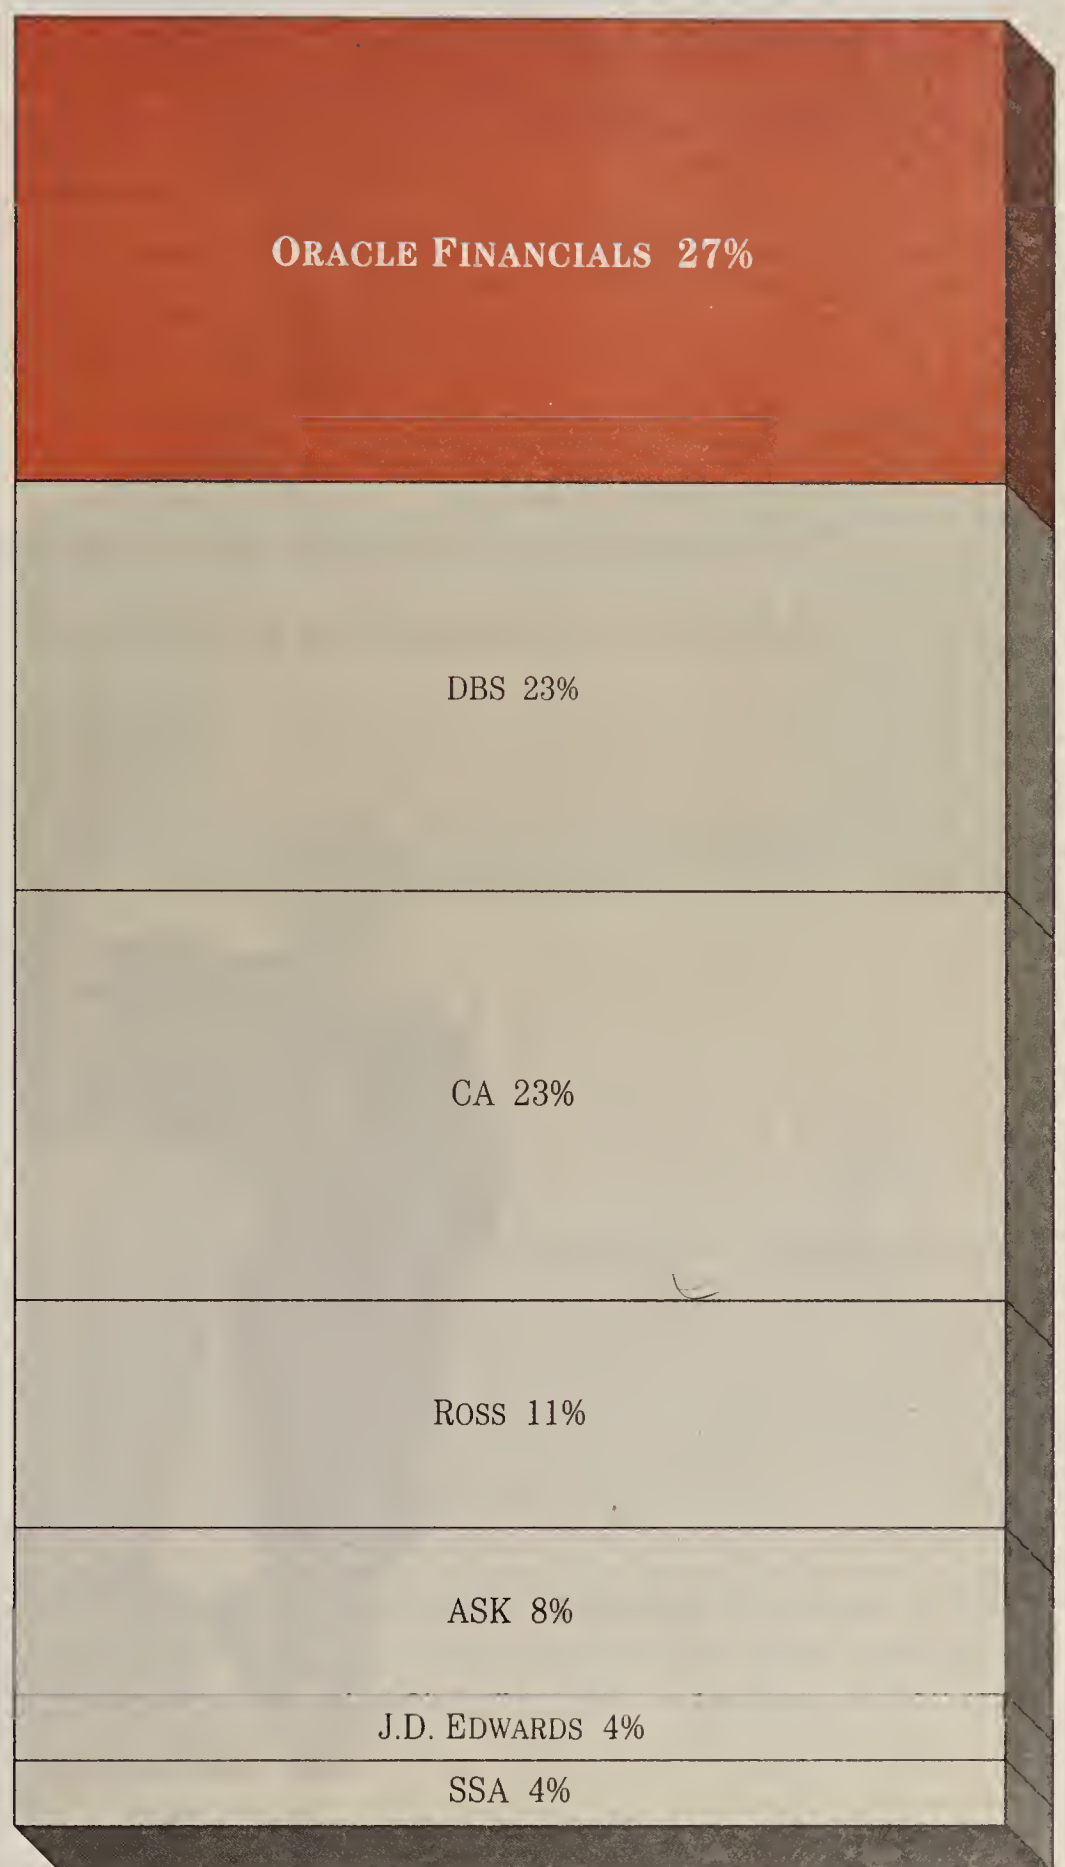 ORACLE FINANCIALS 27%
DBS 23%
CA 23%
ROSS 11%
ASK 8%
J.D. EDWARDS 4%
SSA 4%